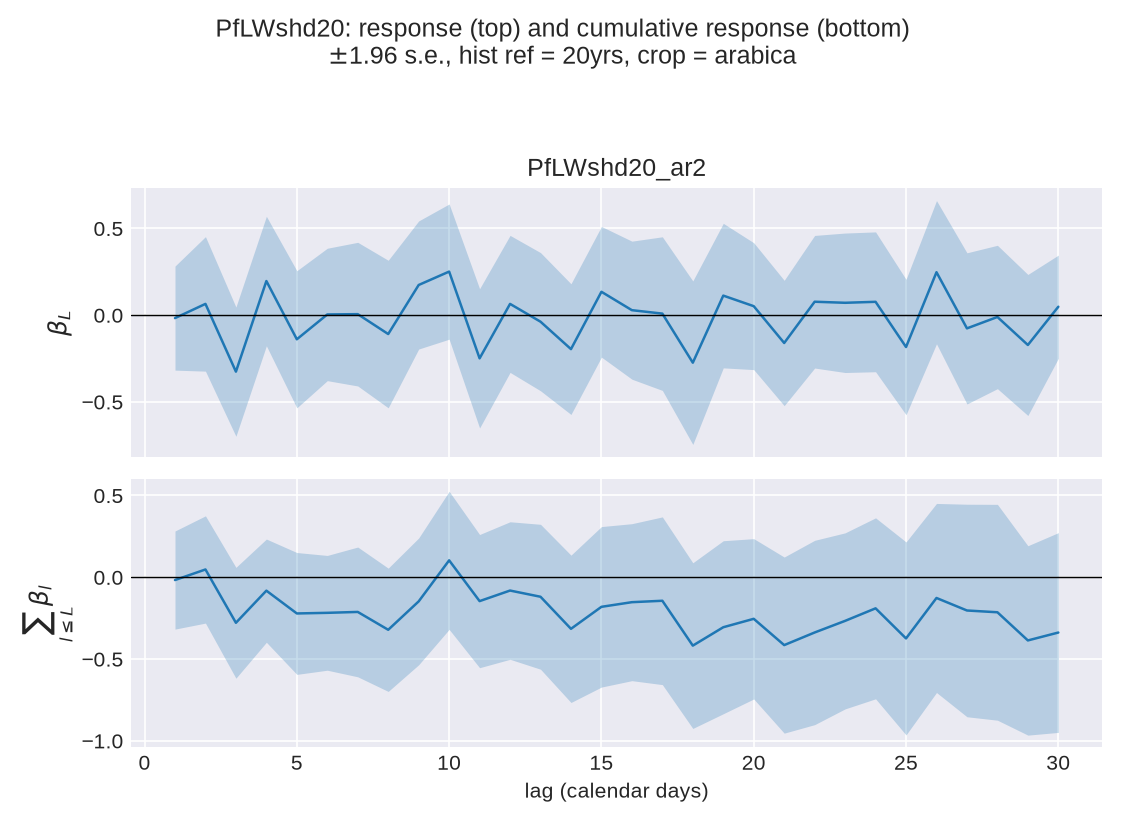 PfLWshd20: response (top) and cumulative response (bottom)
±1.96 s.e., hist ref = 20yrs, crop = arabica
PfLWshd20_ar2
0.5
0.0
−0.5
β_L
0.5
0.0
−0.5
−1.0
∑ β_l
l ≤ L
0 5 10 15 20 25 30
lag (calendar days)